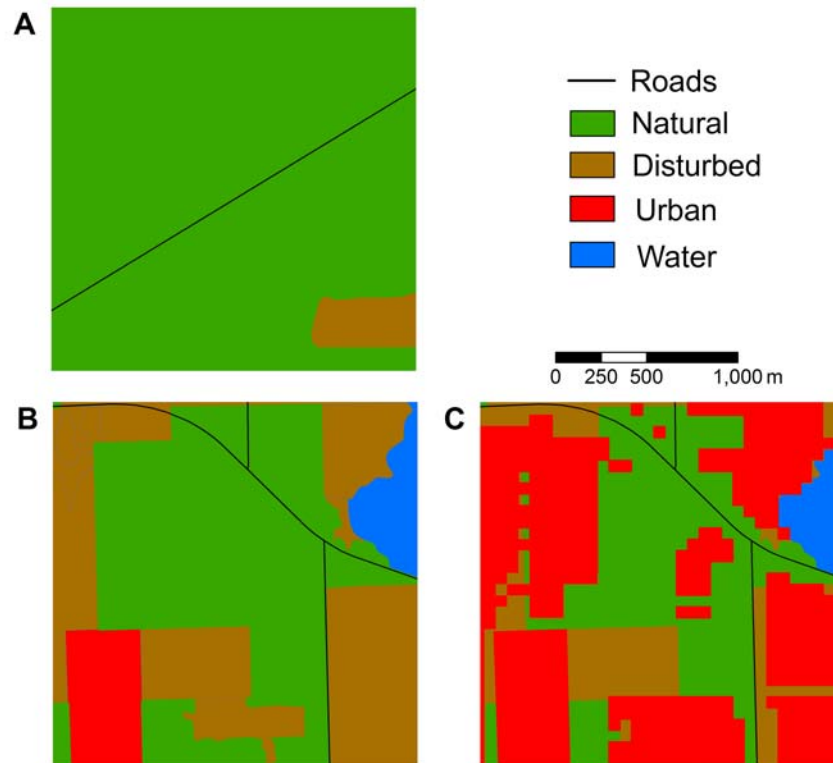 A
Roads
Natural
Disturbed
Urban
Water
0 250 500 1,000 m
B
C